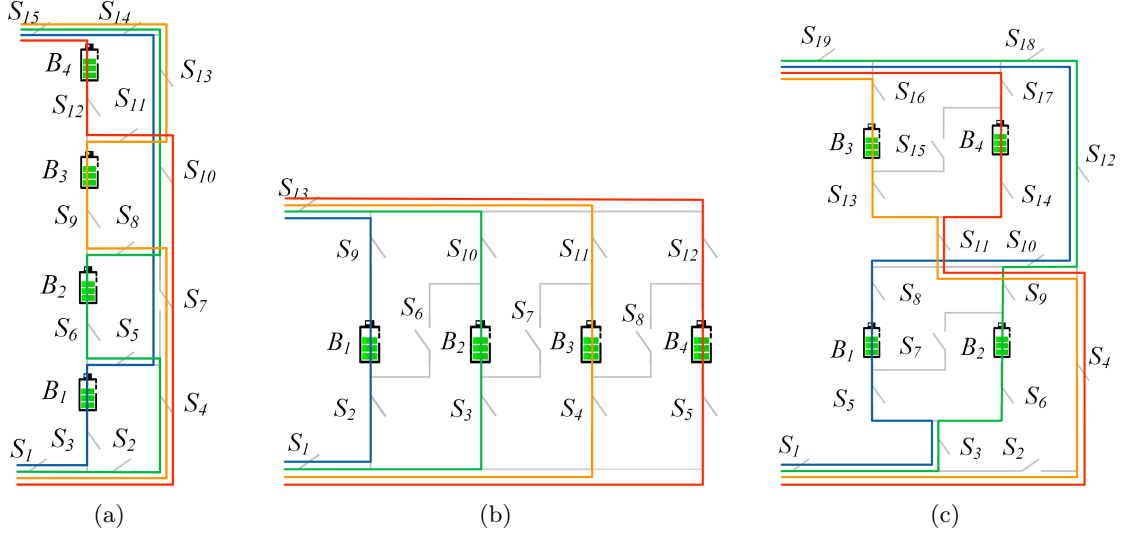 S15 S14
B4 S13
S12 S11
B3 S10
S9 S8
B2 S7
S6 S5
B1 S4
S1 S3 S2
(a)
S13
S9 S10 S11 S12
S6 S7 S8
B1 B2 B3 B4
S2 S3 S4 S5
S1
(b)
S19 S18
S16 S17
B3 S15 B4 S12
S13 S14
S11 S10
S8 S9
B1 S7 B2 S4
S5 S6
S1 S3 S2
(c)